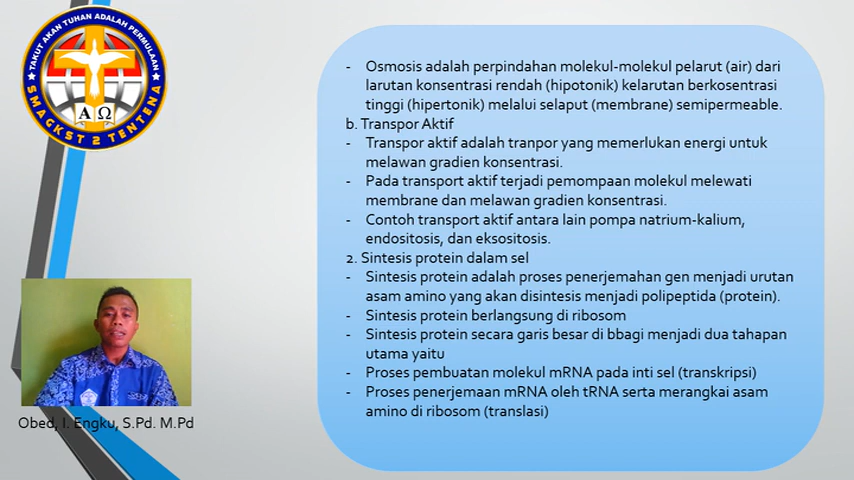 TAKUT AKAN TUHAN ADALAH PERMULAAN
SMAGKST 2 TENTENA
A Ω
- Osmosis adalah perpindahan molekul-molekul pelarut (air) dari
larutan konsentrasi rendah (hipotonik) kelarutan berkosentrasi
tinggi (hipertonik) melalui selaput (membrane) semipermeable.
b. Transpor Aktif
- Transpor aktif adalah tranpor yang memerlukan energi untuk
melawan gradien konsentrasi.
- Pada transport aktif terjadi pemompaan molekul melewati
membrane dan melawan gradien konsentrasi.
- Contoh transport aktif antara lain pompa natrium-kalium,
endositosis, dan eksositosis.
2. Sintesis protein dalam sel
- Sintesis protein adalah proses penerjemahan gen menjadi urutan
asam amino yang akan disintesis menjadi polipeptida (protein).
- Sintesis protein berlangsung di ribosom
- Sintesis protein secara garis besar di bbagi menjadi dua tahapan
utama yaitu
- Proses pembuatan molekul mRNA pada inti sel (transkripsi)
- Proses penerjemaan mRNA oleh tRNA serta merangkai asam
amino di ribosom (translasi)
Obed, I. Engku, S.Pd. M.Pd